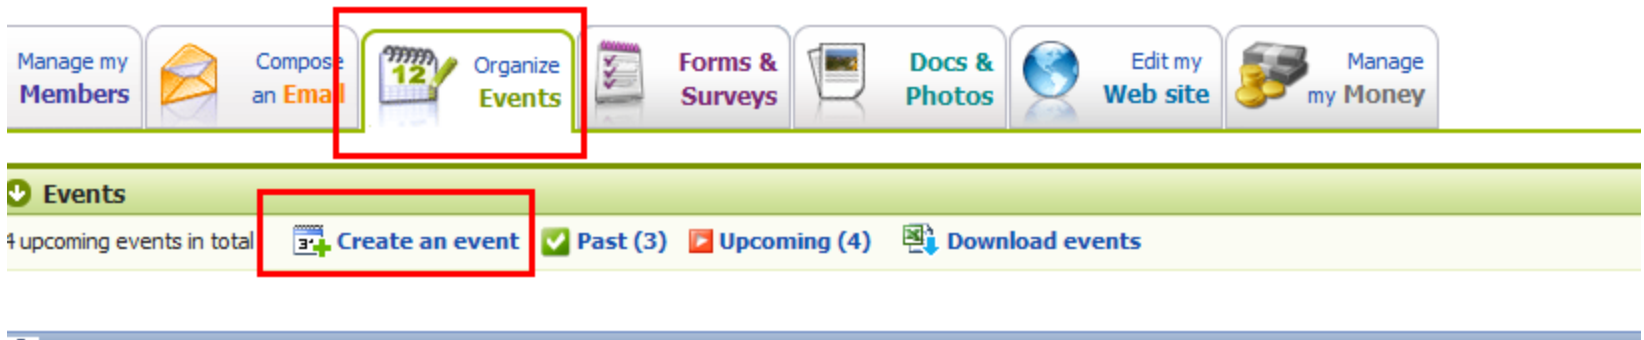 Manage my
Members
Compose
an Email
12
Organize
Events
Forms &
Surveys
Docs &
Photos
Edit my
Web site
Manage
my Money
Events
4 upcoming events in total
Create an event
Past (3)
Upcoming (4)
Download events